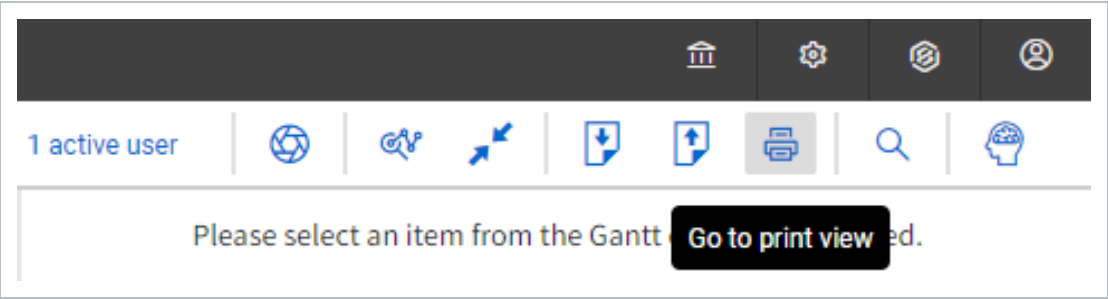 1 active user
Please select an item from the Gantt ed.
Go to print view